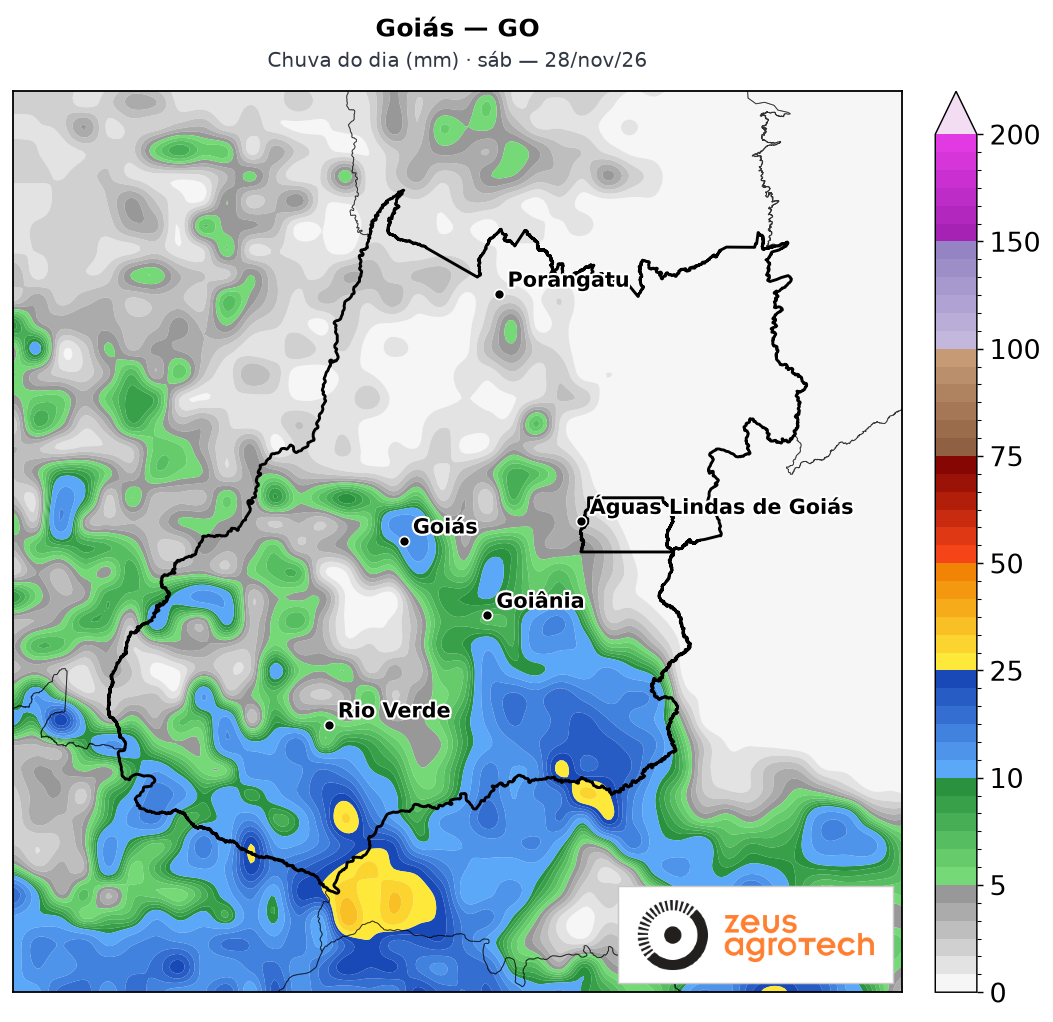 Goiás — GO
Chuva do dia (mm) · sáb — 28/nov/26
200
150
100
75
50
25
10
5
0
Porangatu
Águas Lindas de Goiás
Goiás
Goiânia
Rio Verde
zeus
agrotech